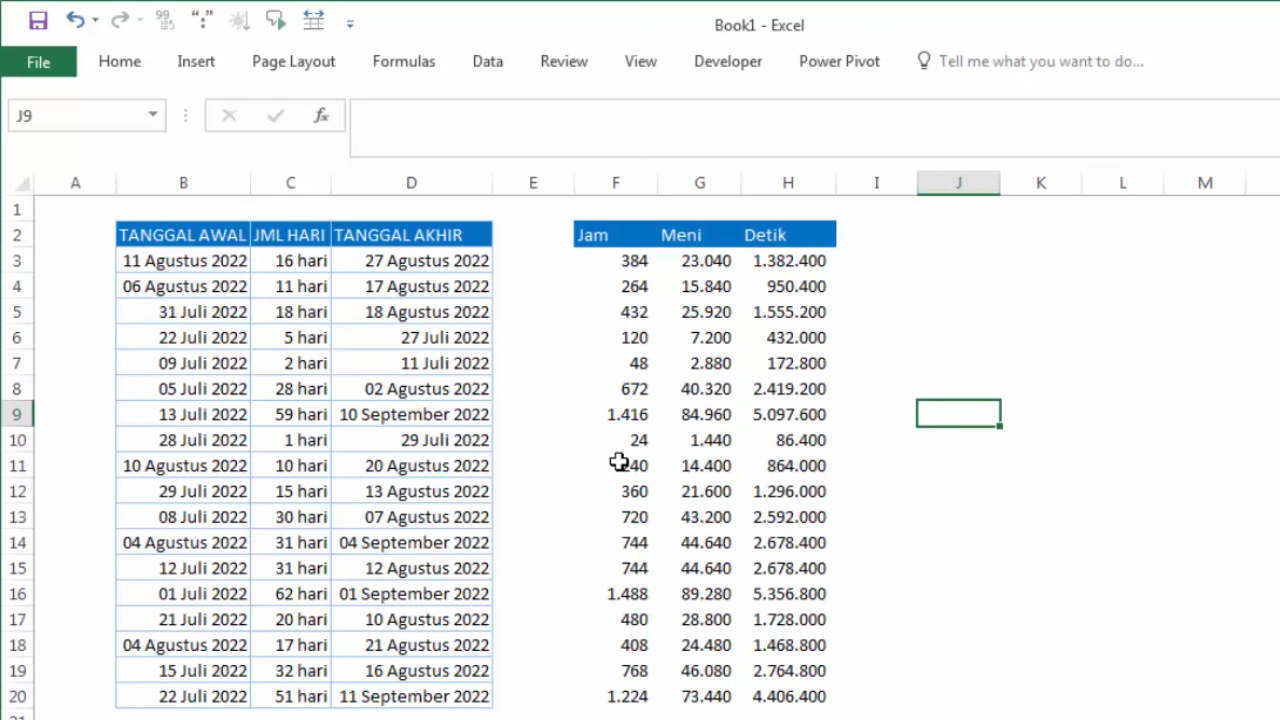 Book1 - Excel
File Home Insert Page Layout Formulas Data Review View Developer Power Pivot Tell me what you want to do...
J9 fx
A B C D E F G H I J K L M
1
2 TANGGAL AWAL JML HARI TANGGAL AKHIR Jam Meni Detik
3 11 Agustus 2022 16 hari 27 Agustus 2022 384 23.040 1.382.400
4 06 Agustus 2022 11 hari 17 Agustus 2022 264 15.840 950.400
5 31 Juli 2022 18 hari 18 Agustus 2022 432 25.920 1.555.200
6 22 Juli 2022 5 hari 27 Juli 2022 120 7.200 432.000
7 09 Juli 2022 2 hari 11 Juli 2022 48 2.880 172.800
8 05 Juli 2022 28 hari 02 Agustus 2022 672 40.320 2.419.200
9 13 Juli 2022 59 hari 10 September 2022 1.416 84.960 5.097.600
10 28 Juli 2022 1 hari 29 Juli 2022 24 1.440 86.400
11 10 Agustus 2022 10 hari 20 Agustus 2022 40 14.400 864.000
12 29 Juli 2022 15 hari 13 Agustus 2022 360 21.600 1.296.000
13 08 Juli 2022 30 hari 07 Agustus 2022 720 43.200 2.592.000
14 04 Agustus 2022 31 hari 04 September 2022 744 44.640 2.678.400
15 12 Juli 2022 31 hari 12 Agustus 2022 744 44.640 2.678.400
16 01 Juli 2022 62 hari 01 September 2022 1.488 89.280 5.356.800
17 21 Juli 2022 20 hari 10 Agustus 2022 480 28.800 1.728.000
18 04 Agustus 2022 17 hari 21 Agustus 2022 408 24.480 1.468.800
19 15 Juli 2022 32 hari 16 Agustus 2022 768 46.080 2.764.800
20 22 Juli 2022 51 hari 11 September 2022 1.224 73.440 4.406.400